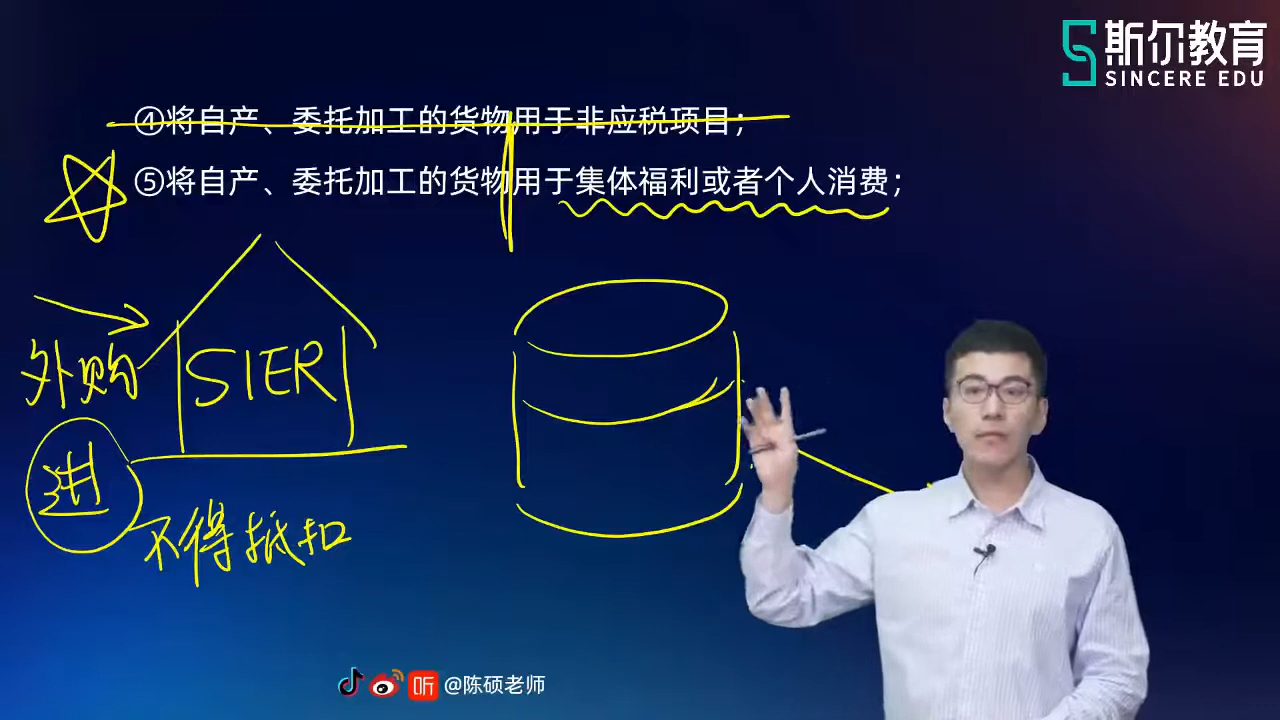 斯尔教育
SINCERE EDU
④将自产、委托加工的货物用于非应税项目；
⑤将自产、委托加工的货物用于集体福利或者个人消费；
外购
SIER
进
不得抵扣
听 @陈硕老师